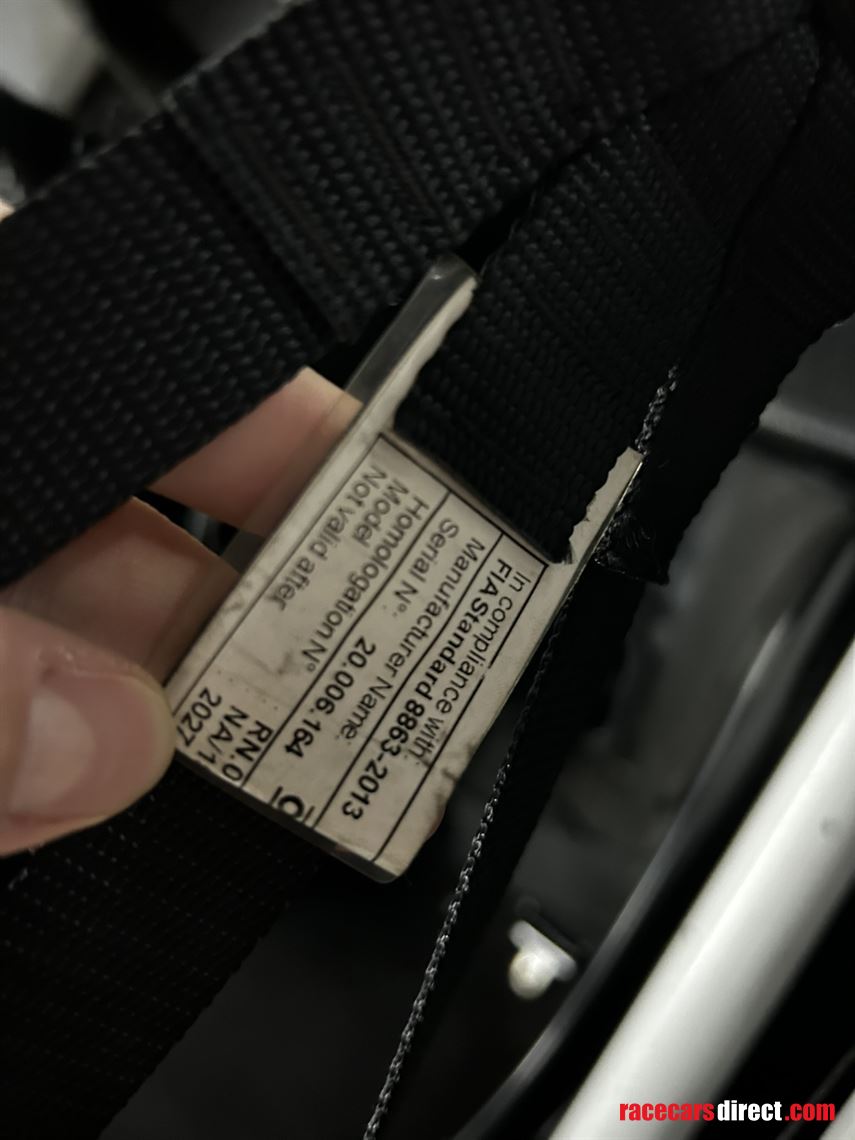 In compliance with:
FIA Standard 8863-2013
Manufacturer Name:
Serial N°. 20.006.164
Homologation N° RN.0
Model NA/1
Not valid after 2027
racecarsdirect.com